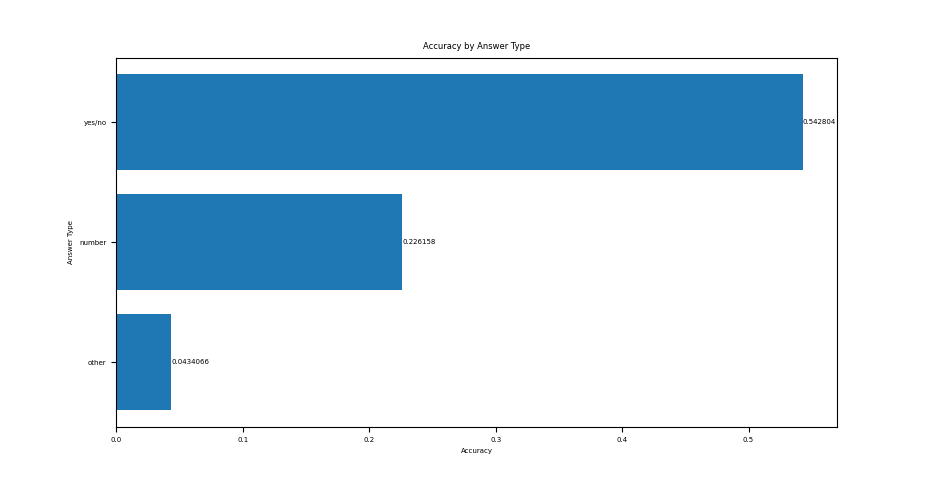 Accuracy by Answer Type
yes/no
0.542804
Answer Type
number
0.226158
other
0.0434066
0.0 0.1 0.2 0.3 0.4 0.5
Accuracy